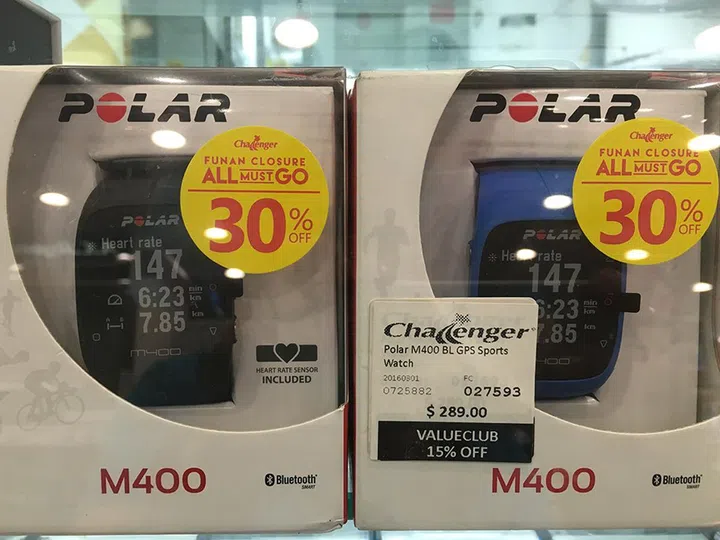 POLAR
Challenger
FUNAN CLOSURE
ALL MUST GO
30% OFF
POLAR
Heart rate
147
6:23 min/km
7.85 km
M400
HEART RATE SENSOR
INCLUDED
M400
Bluetooth
SMART
POLAR
Challenger
FUNAN CLOSURE
ALL MUST GO
30% OFF
POLAR
Heart rate
147
:23 min/km
.85 km
Challenger
Polar M400 BL GPS Sports
Watch
20160801 FC
0725882 027593
$ 289.00
VALUECLUB
15% OFF
M400
Bluetooth
SMART